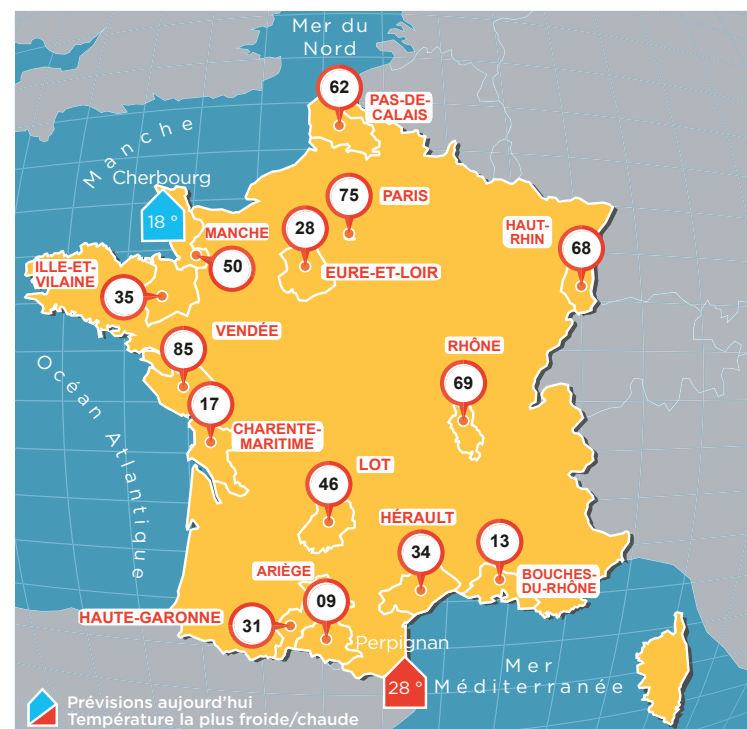 Mer du
Nord
62
PAS-DE-
CALAIS
Manche
Cherbourg
18 °
75
PARIS
28
EURE-ET-LOIR
MANCHE
50
HAUT-
RHIN
68
ILLE-ET-
VILAINE
35
VENDÉE
85
RHÔNE
69
17
CHARENTE-
MARITIME
Océan Atlantique
LOT
46
HÉRAULT
34
13
BOUCHES-
DU-RHÔNE
ARIÈGE
09
HAUTE-GARONNE
31
Perpignan
28 °
Mer
Méditerranée
Prévisions aujourd'hui
Température la plus froide/chaude